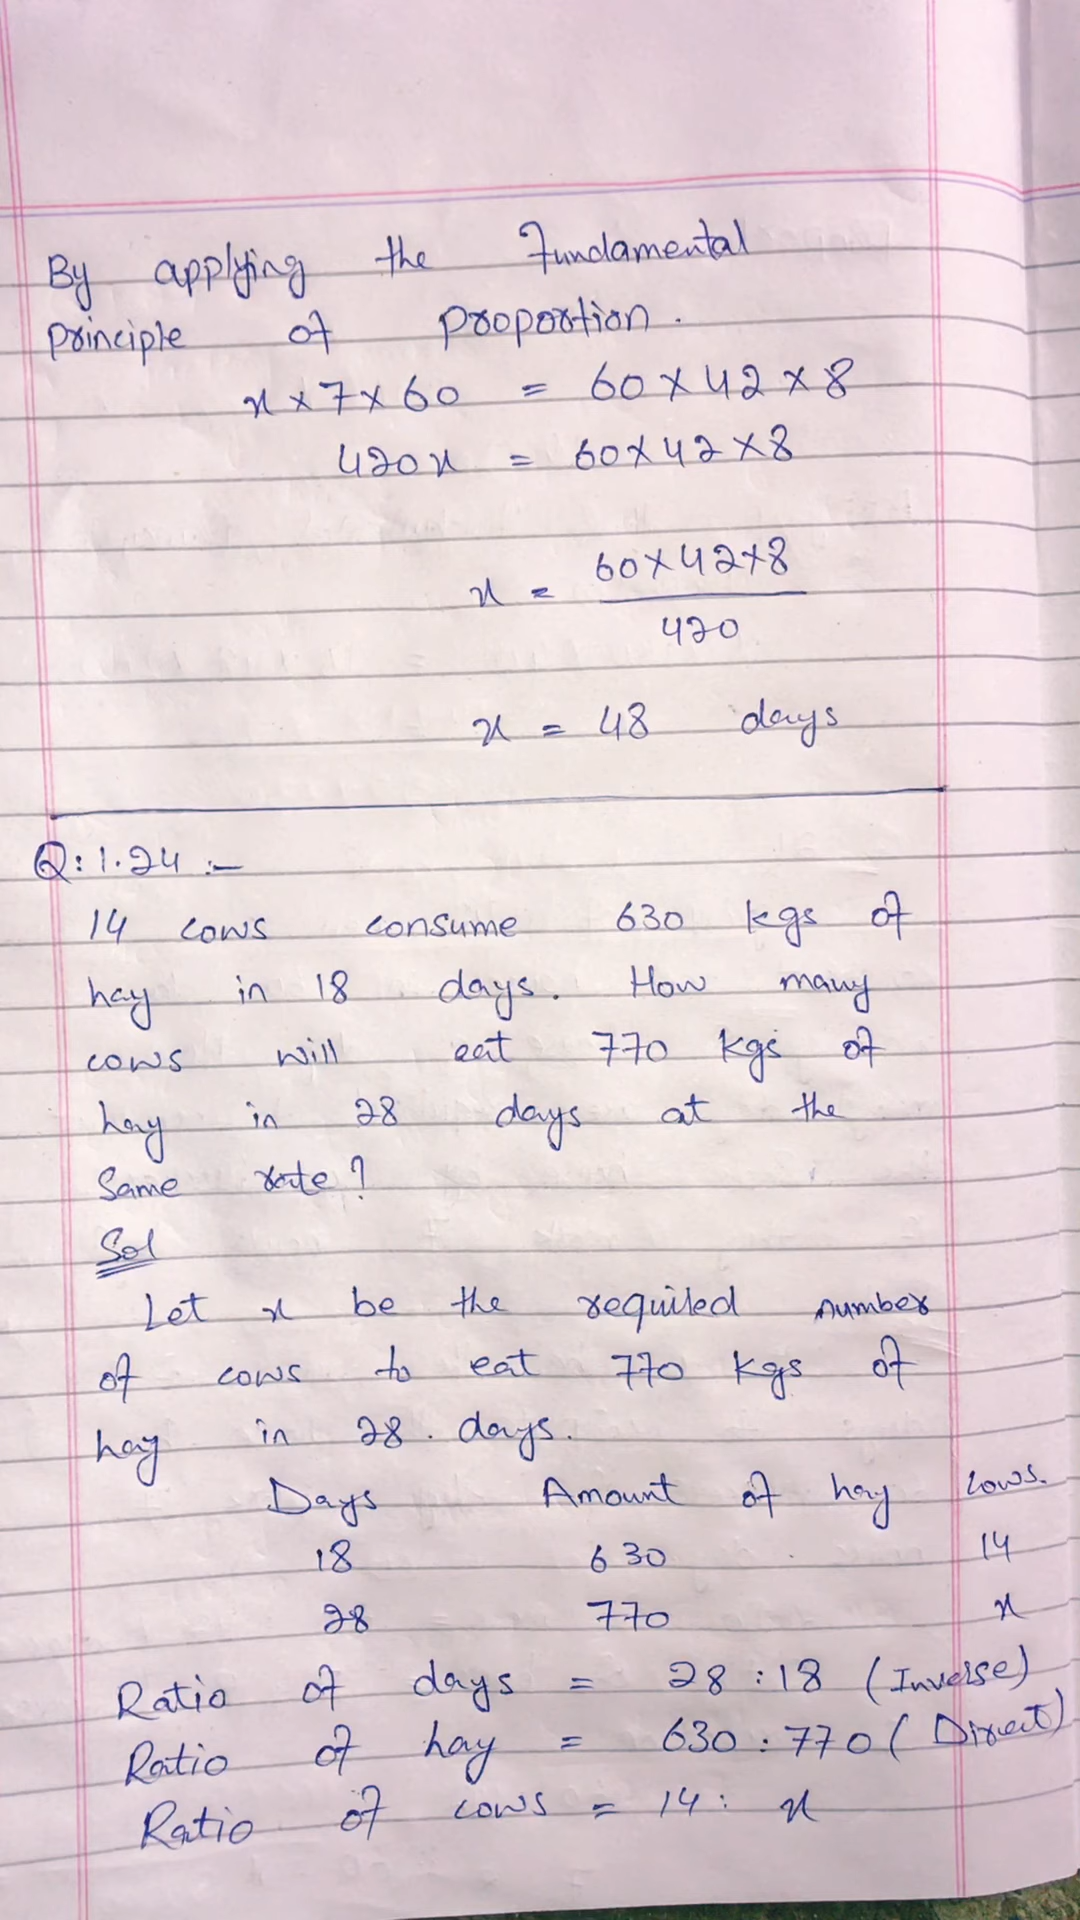 By applying the Fundamental
principle of proportion.
x × 7 × 60 = 60 × 42 × 8
420x = 60 × 42 × 8
x = 60 × 42 × 8
420
x = 48 days
Q: 1.24 :-
14 cows consume 630 kgs of
hay in 18 days. How many
cows will eat 770 kgs of
hay in 28 days at the
Same rate?
Sol
Let x be the required number
of cows to eat 770 kgs of
hay in 28. days.
Days Amount of hay Cows.
18 630 14
28 770 x
Ratio of days = 28 : 18 (Inverse)
Ratio of hay = 630 : 770 (Direct)
Ratio of cows = 14 : x